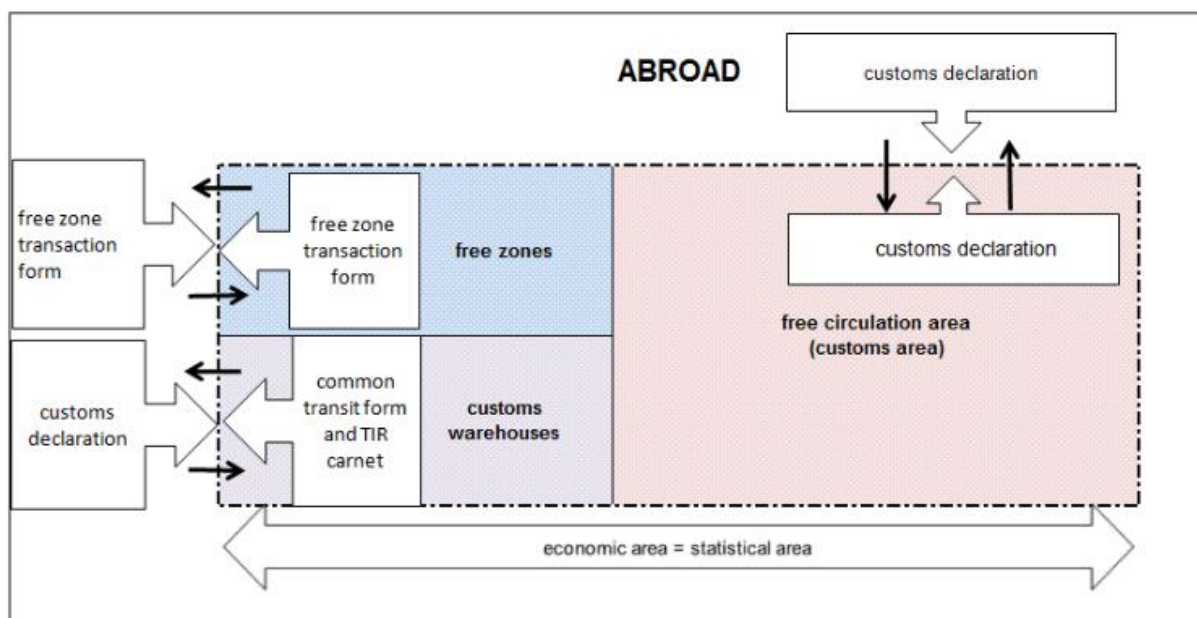 ABROAD
customs declaration
free zone
transaction
form
free zone
transaction
form
free zones
customs declaration
free circulation area
(customs area)
customs
declaration
common
transit form
and TIR
carnet
customs
warehouses
economic area = statistical area